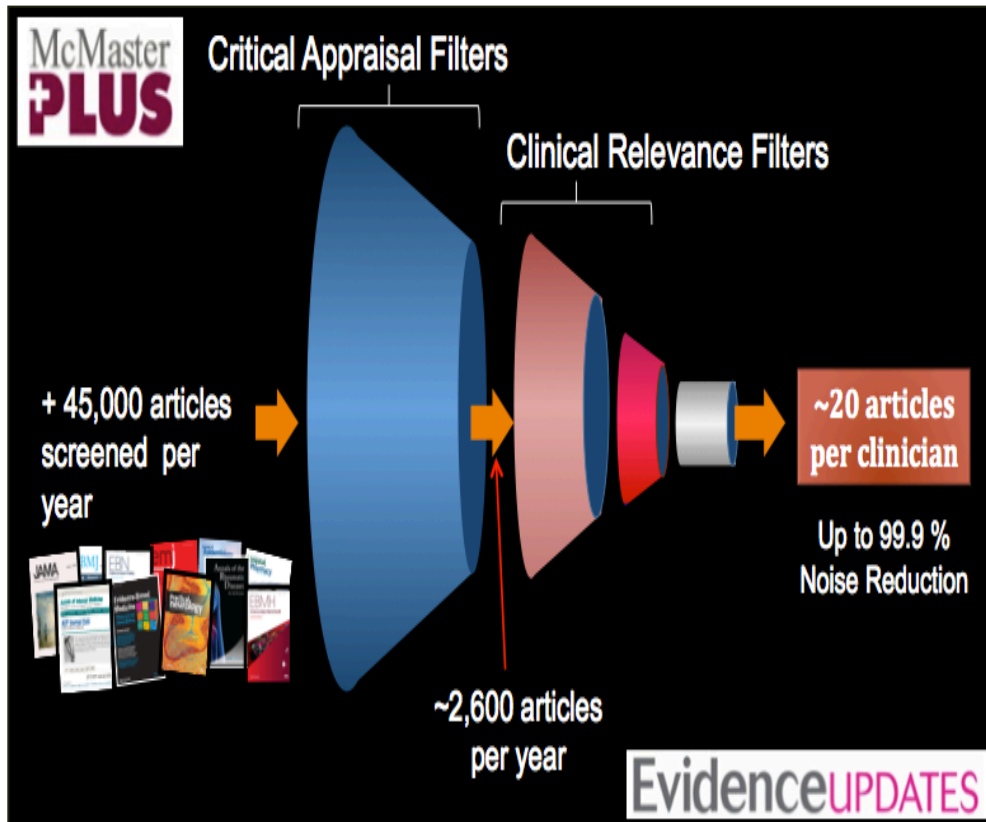 McMaster
PLUS
Critical Appraisal Filters
Clinical Relevance Filters
+ 45,000 articles
screened per
year
~20 articles
per clinician
Up to 99.9 %
Noise Reduction
~2,600 articles
per year
JAMA
BMJ
EBN
EBMH
EvidenceUPDATES